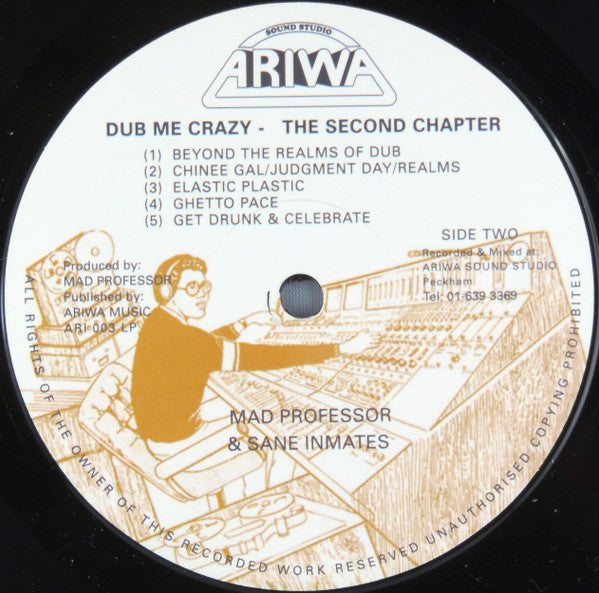 SOUND STUDIO
ARIWA
DUB ME CRAZY - THE SECOND CHAPTER
(1) BEYOND THE REALMS OF DUB
(2) CHINEE GAL/JUDGMENT DAY/REALMS
(3) ELASTIC PLASTIC
(4) GHETTO PACE
(5) GET DRUNK & CELEBRATE
SIDE TWO
Produced by:
MAD PROFESSOR
Published by:
ARIWA MUSIC
ARI 003 LP
Recorded & Mixed at:
ARIWA SOUND STUDIO
Peckham
Tel: 01 639 3369
MAD PROFESSOR
& SANE INMATES
ALL RIGHTS OF THE OWNER OF THIS RECORDED WORK RESERVED UNAUTHORISED COPYING PROHIBITED